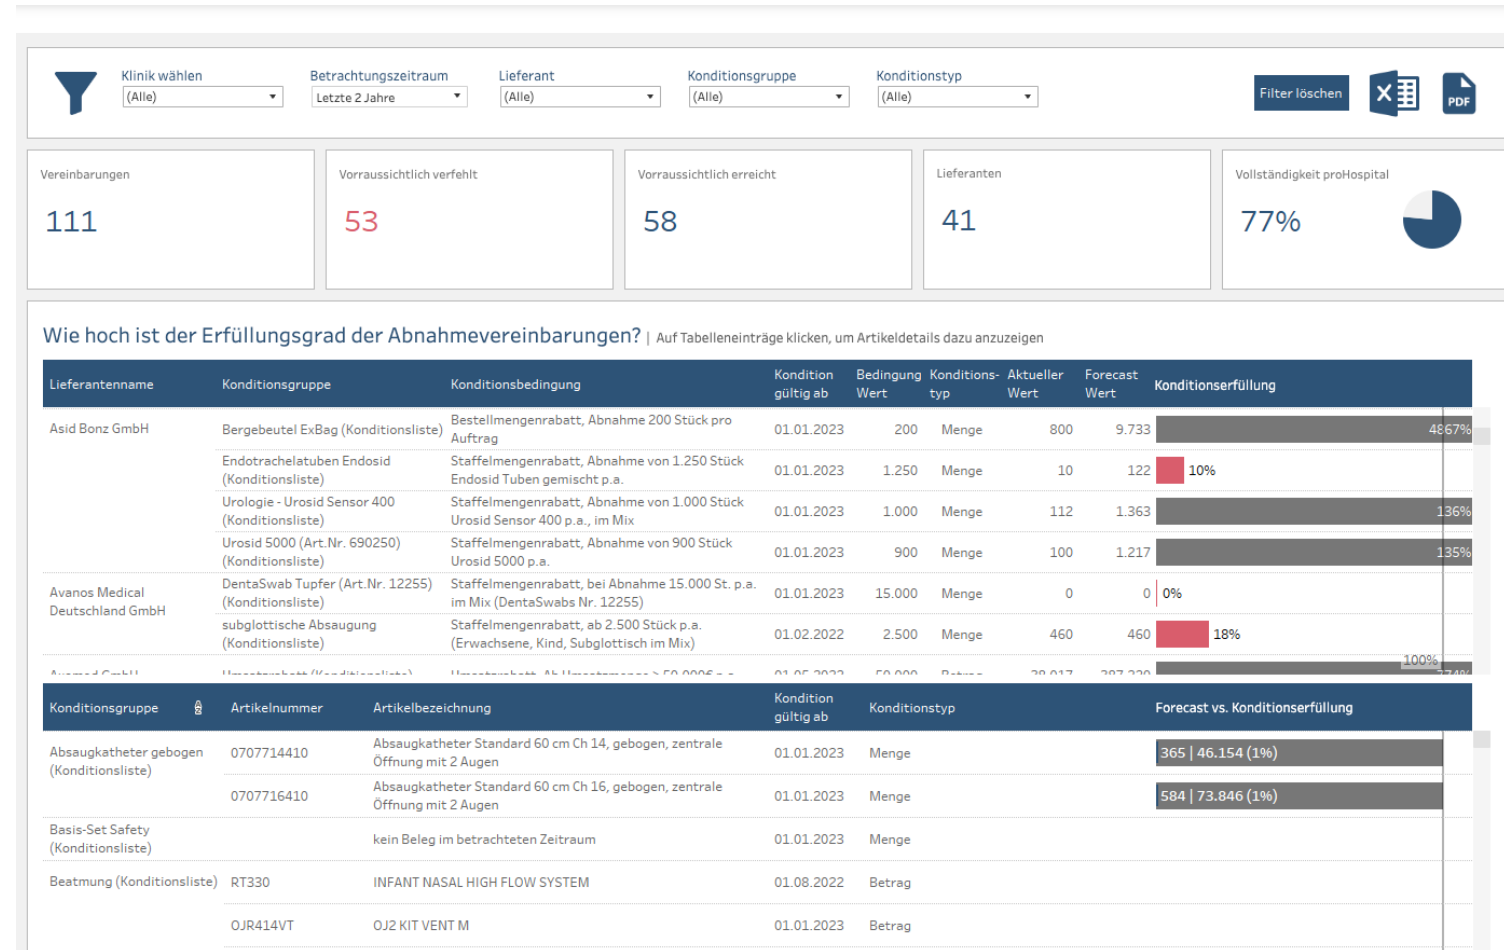 Klinik wählen
(Alle)
Betrachtungszeitraum
Letzte 2 Jahre
Lieferant
(Alle)
Konditionsgruppe
(Alle)
Konditionstyp
(Alle)
Filter löschen
X
PDF
Vereinbarungen
111
Vorraussichtlich verfehlt
53
Vorraussichtlich erreicht
58
Lieferanten
41
Vollständigkeit proHospital
77%
Wie hoch ist der Erfüllungsgrad der Abnahmevereinbarungen? | Auf Tabelleneinträge klicken, um Artikeldetails dazu anzuzeigen
Lieferantenname
Konditionsgruppe
Konditionsbedingung
Kondition
gültig ab
Bedingung
Wert
Konditions-
typ
Aktueller
Wert
Forecast
Wert
Konditionserfüllung
Asid Bonz GmbH
Bergebeutel ExBag (Konditionsliste)
Bestellmengenrabatt, Abnahme 200 Stück pro
Auftrag
01.01.2023
200
Menge
800
9.733
4867%
Endotrachelatuben Endosid
(Konditionsliste)
Staffelmengenrabatt, Abnahme von 1.250 Stück
Endosid Tuben gemischt p.a.
01.01.2023
1.250
Menge
10
122
10%
Urologie - Urosid Sensor 400
(Konditionsliste)
Staffelmengenrabatt, Abnahme von 1.000 Stück
Urosid Sensor 400 p.a., im Mix
01.01.2023
1.000
Menge
112
1.363
136%
Urosid 5000 (Art.Nr. 690250)
(Konditionsliste)
Staffelmengenrabatt, Abnahme von 900 Stück
Urosid 5000 p.a.
01.01.2023
900
Menge
100
1.217
135%
Avanos Medical
Deutschland GmbH
DentaSwab Tupfer (Art.Nr. 12255)
(Konditionsliste)
Staffelmengenrabatt, bei Abnahme 15.000 St. p.a.
im Mix (DentaSwabs Nr. 12255)
01.01.2023
15.000
Menge
0
0
0%
subglottische Absaugung
(Konditionsliste)
Staffelmengenrabatt, ab 2.500 Stück p.a.
(Erwachsene, Kind, Subglottisch im Mix)
01.02.2022
2.500
Menge
460
460
18%
100%
Konditionsgruppe
Artikelnummer
Artikelbezeichnung
Kondition
gültig ab
Konditionstyp
Forecast vs. Konditionserfüllung
Absaugkatheter gebogen
(Konditionsliste)
0707714410
Absaugkatheter Standard 60 cm Ch 14, gebogen, zentrale
Öffnung mit 2 Augen
01.01.2023
Menge
365 | 46.154 (1%)
0707716410
Absaugkatheter Standard 60 cm Ch 16, gebogen, zentrale
Öffnung mit 2 Augen
01.01.2023
Menge
584 | 73.846 (1%)
Basis-Set Safety
(Konditionsliste)
kein Beleg im betrachteten Zeitraum
01.01.2023
Menge
Beatmung (Konditionsliste)
RT330
INFANT NASAL HIGH FLOW SYSTEM
01.08.2022
Betrag
OJR414VT
OJ2 KIT VENT M
01.01.2023
Betrag